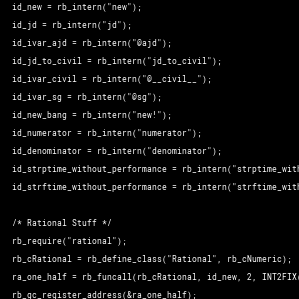 id_new = rb_intern("new");
id_jd = rb_intern("jd");
id_ivar_ajd = rb_intern("@ajd");
id_jd_to_civil = rb_intern("jd_to_civil");
id_ivar_civil = rb_intern("@__civil__");
id_ivar_sg = rb_intern("@sg");
id_new_bang = rb_intern("new!");
id_numerator = rb_intern("numerator");
id_denominator = rb_intern("denominator");
id_strptime_without_performance = rb_intern("strptime_wit
id_strftime_without_performance = rb_intern("strftime_wit
/* Rational Stuff */
rb_require("rational");
rb_cRational = rb_define_class("Rational", rb_cNumeric);
ra_one_half = rb_funcall(rb_cRational, id_new, 2, INT2FIX(
rb_gc_register_address(&ra_one_half);